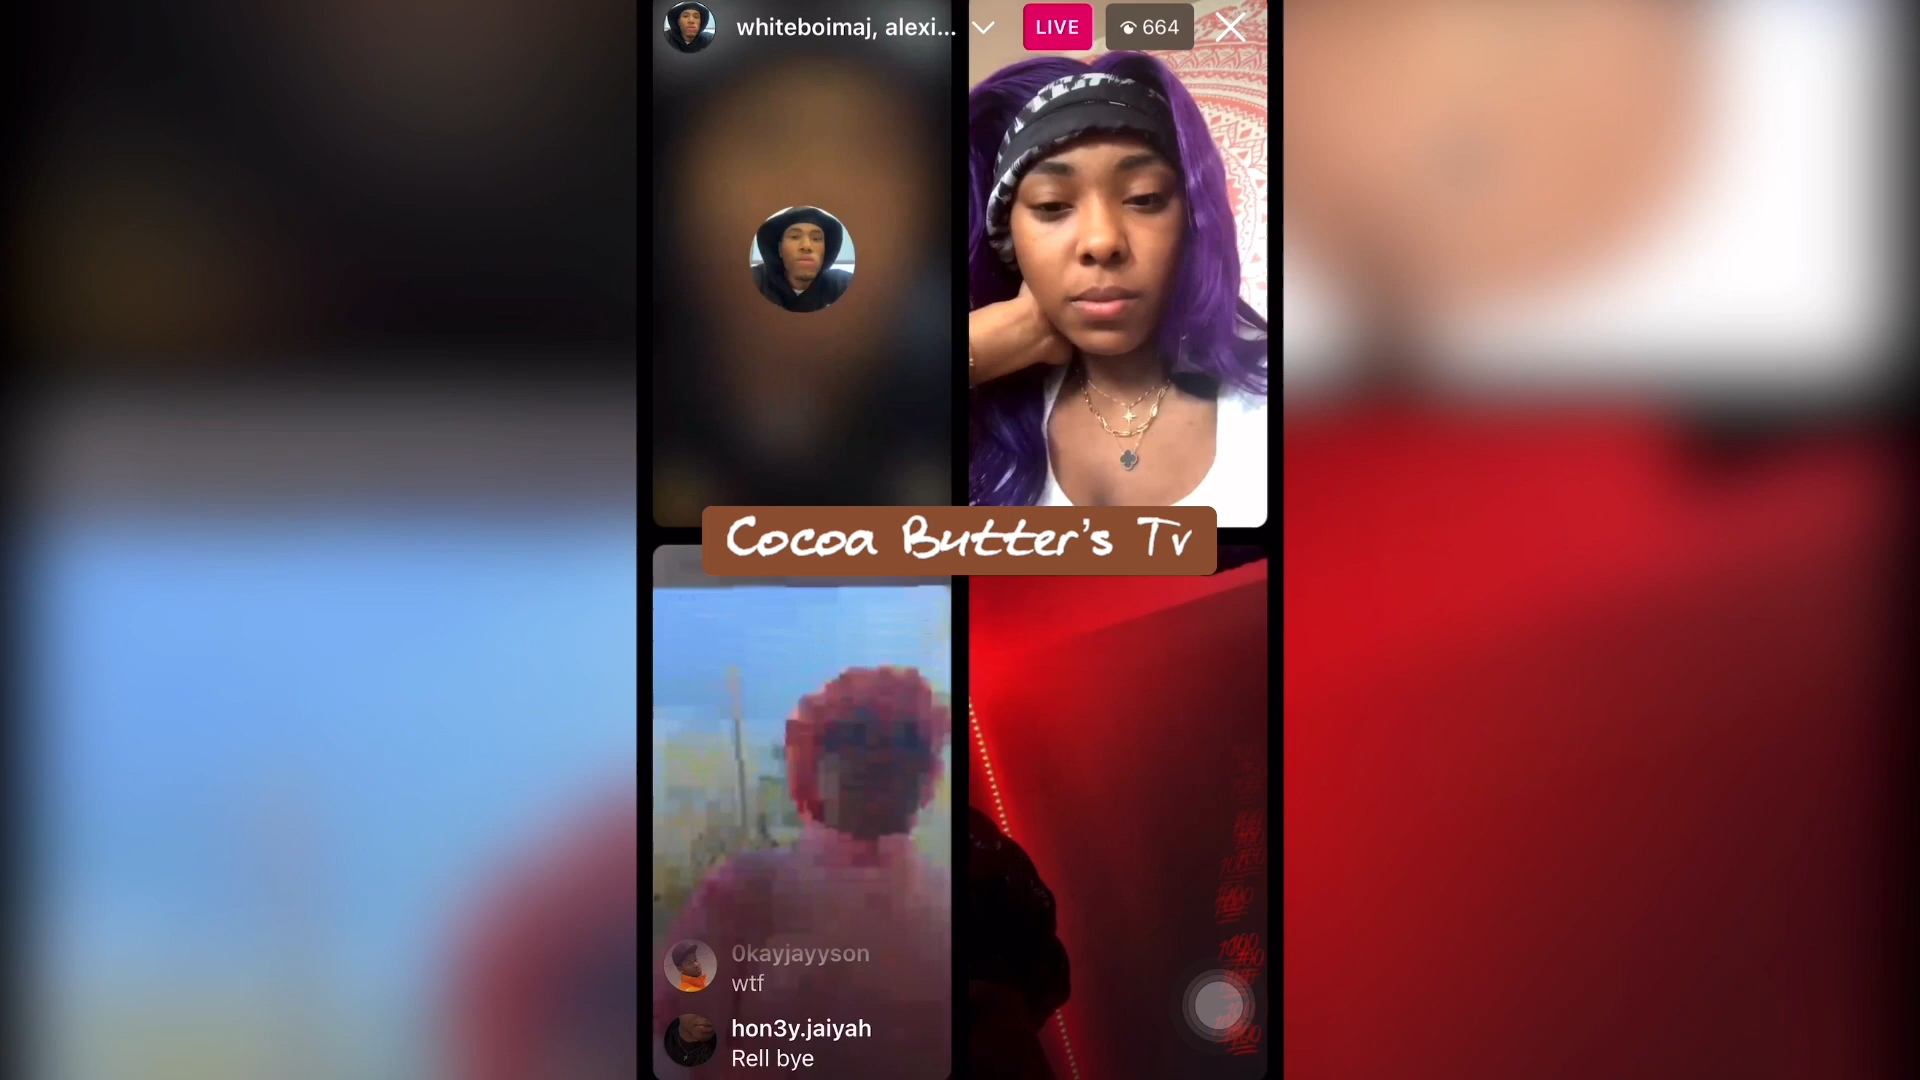 whiteboimaj, alexi...
LIVE
664
Cocoa Butter's Tv
0kayjayyson
wtf
hon3y.jaiyah
Rell bye